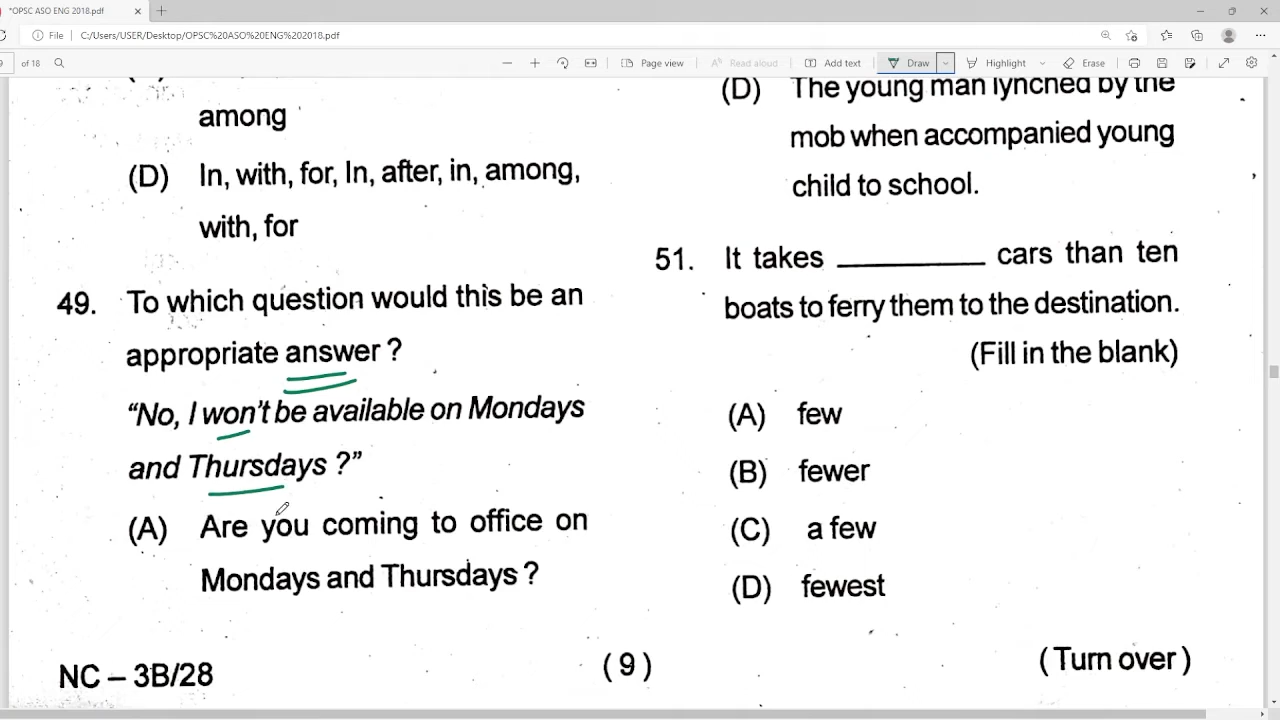 *OPSC ASO ENG 2018.pdf
File C:/Users/USER/Desktop/OPSC%20ASO%20ENG%202018.pdf
9 of 18 Page view Read aloud Add text Draw Highlight Erase
among
(D) In, with, for, In, after, in, among,
with, for
49. To which question would this be an
appropriate answer ?
“No, I won't be available on Mondays
and Thursdays ?”
(A) Are you coming to office on
Mondays and Thursdays ?
NC – 3B/28
(D) The young man lynched by the
mob when accompanied young
child to school.
51. It takes __________ cars than ten
boats to ferry them to the destination.
(Fill in the blank)
(A) few
(B) fewer
(C) a few
(D) fewest
( 9 )
( Turn over )